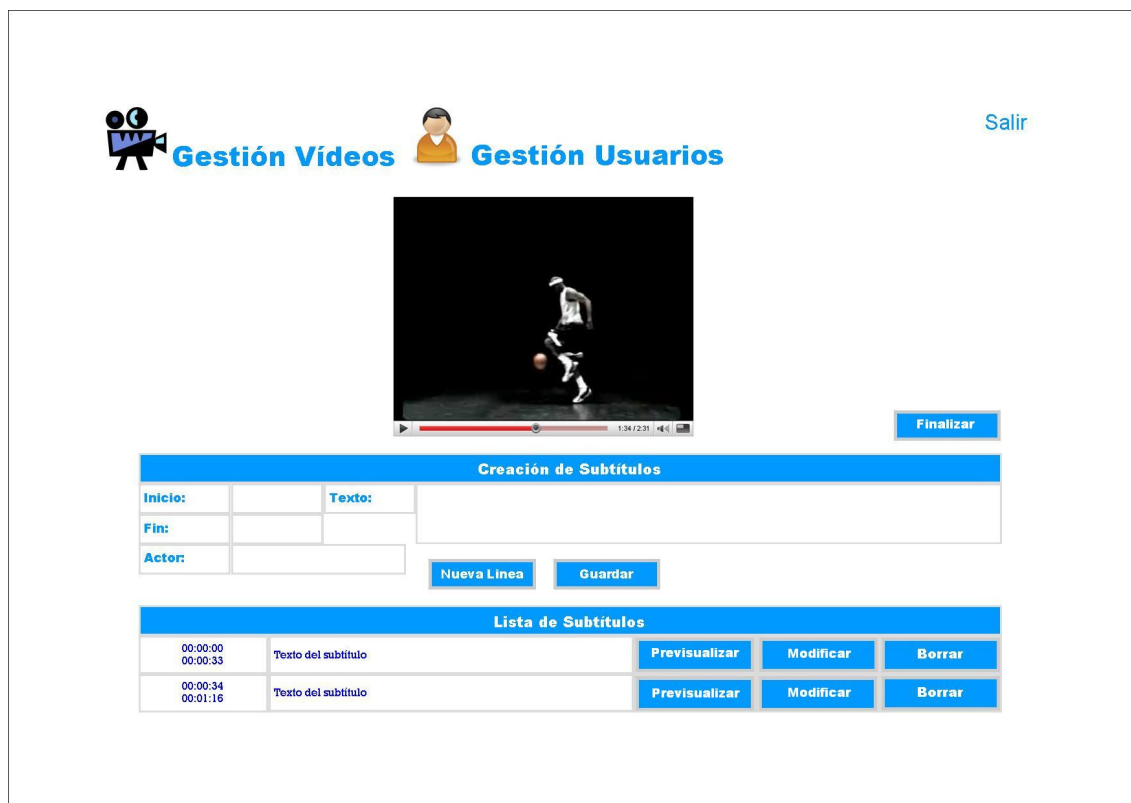 Gestión Vídeos
Gestión Usuarios
Salir
1:34 / 2:31
Finalizar
Creación de Subtítulos
Inicio:
Texto:
Fin:
Actor:
Nueva Linea
Guardar
Lista de Subtítulos
00:00:00
00:00:33
Texto del subtítulo
Previsualizar
Modificar
Borrar
00:00:34
00:01:16
Texto del subtítulo
Previsualizar
Modificar
Borrar